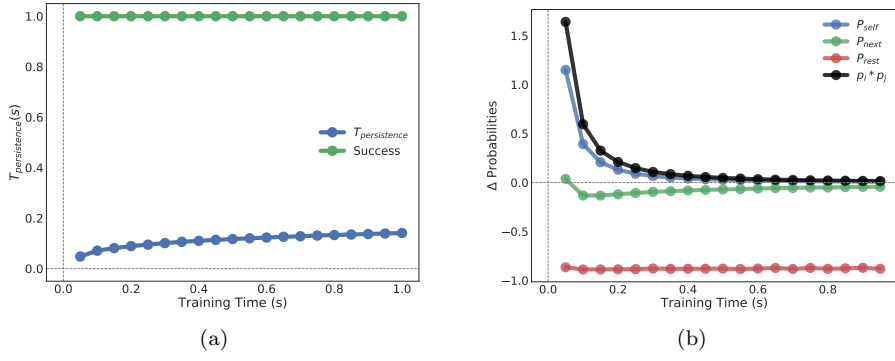 1.0
0.8
0.6
0.4
0.2
0.0
T_persistence(s)
T_persistence
Success
0.0 0.2 0.4 0.6 0.8 1.0
Training Time (s)
(a)
1.5
1.0
0.5
0.0
−0.5
−1.0
Δ Probabilities
P_self
P_next
P_rest
p_i * p_j
0.0 0.2 0.4 0.6 0.8
Training Time (s)
(b)